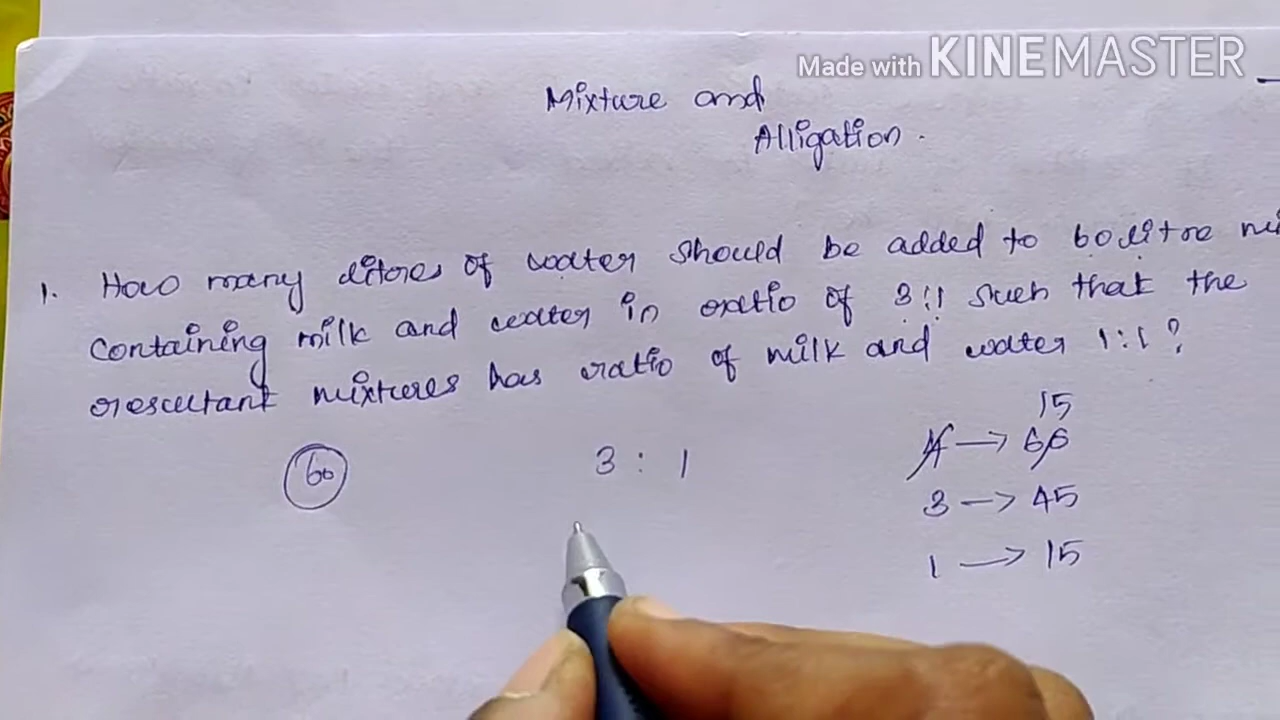 Made with KINEMASTER
Mixture and
Alligation.
1. How many litres of water should be added to 60 litre
containing milk and water in ratio of 3:1 such that the
resultant mixtures has ratio of milk and water 1:1?
15
60 3 : 1 4 → 60
3 → 45
1 → 15